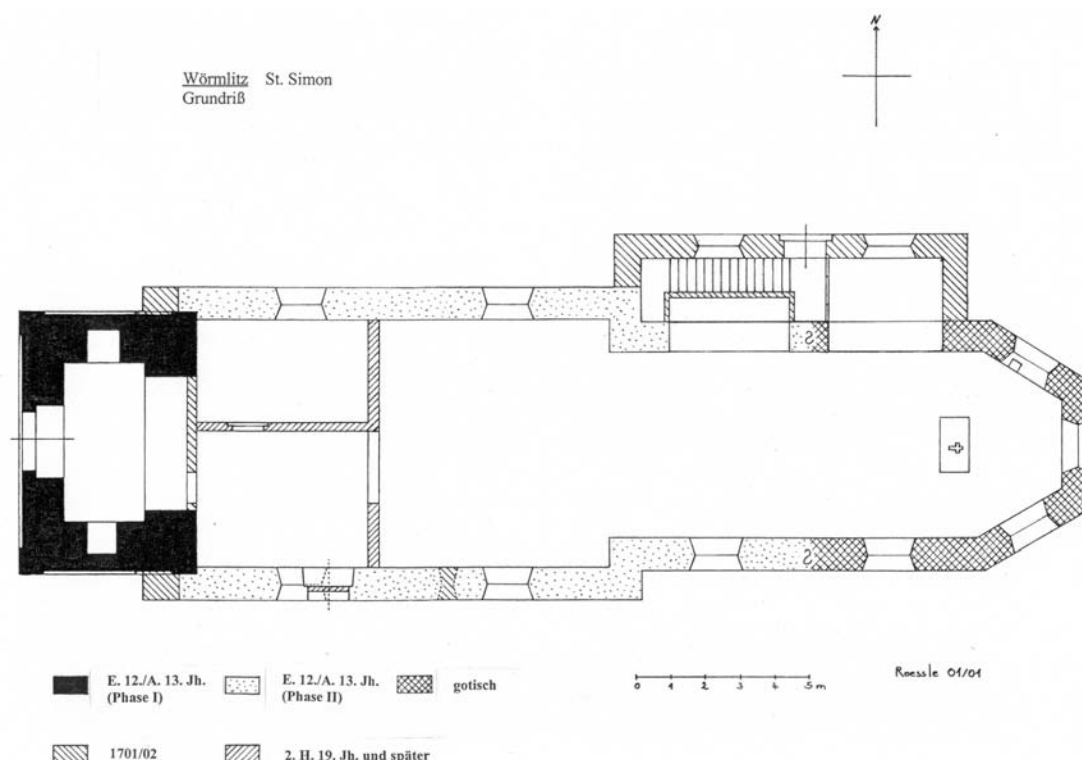 N
Wörmlitz St. Simon
Grundriß
S
S
E. 12./A. 13. Jh.
(Phase I)
E. 12./A. 13. Jh.
(Phase II)
gotisch
0 1 2 3 4 5 m
Roessle 01/01
1701/02
2. H. 19. Jh. und später